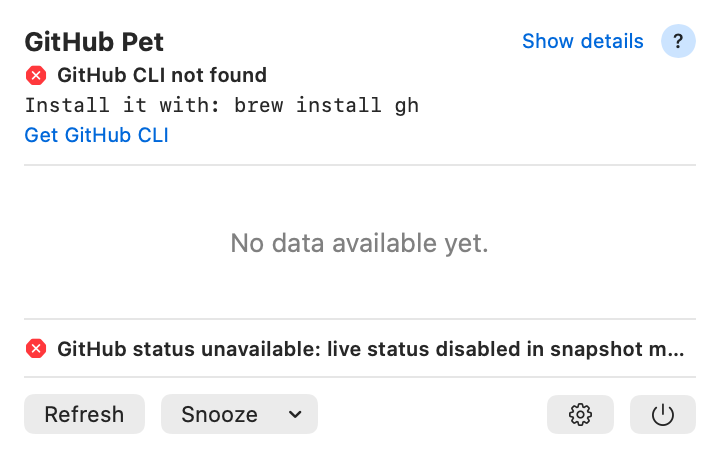 GitHub Pet
Show details
?
GitHub CLI not found
Install it with: brew install gh
Get GitHub CLI
No data available yet.
GitHub status unavailable: live status disabled in snapshot m...
Refresh
Snooze